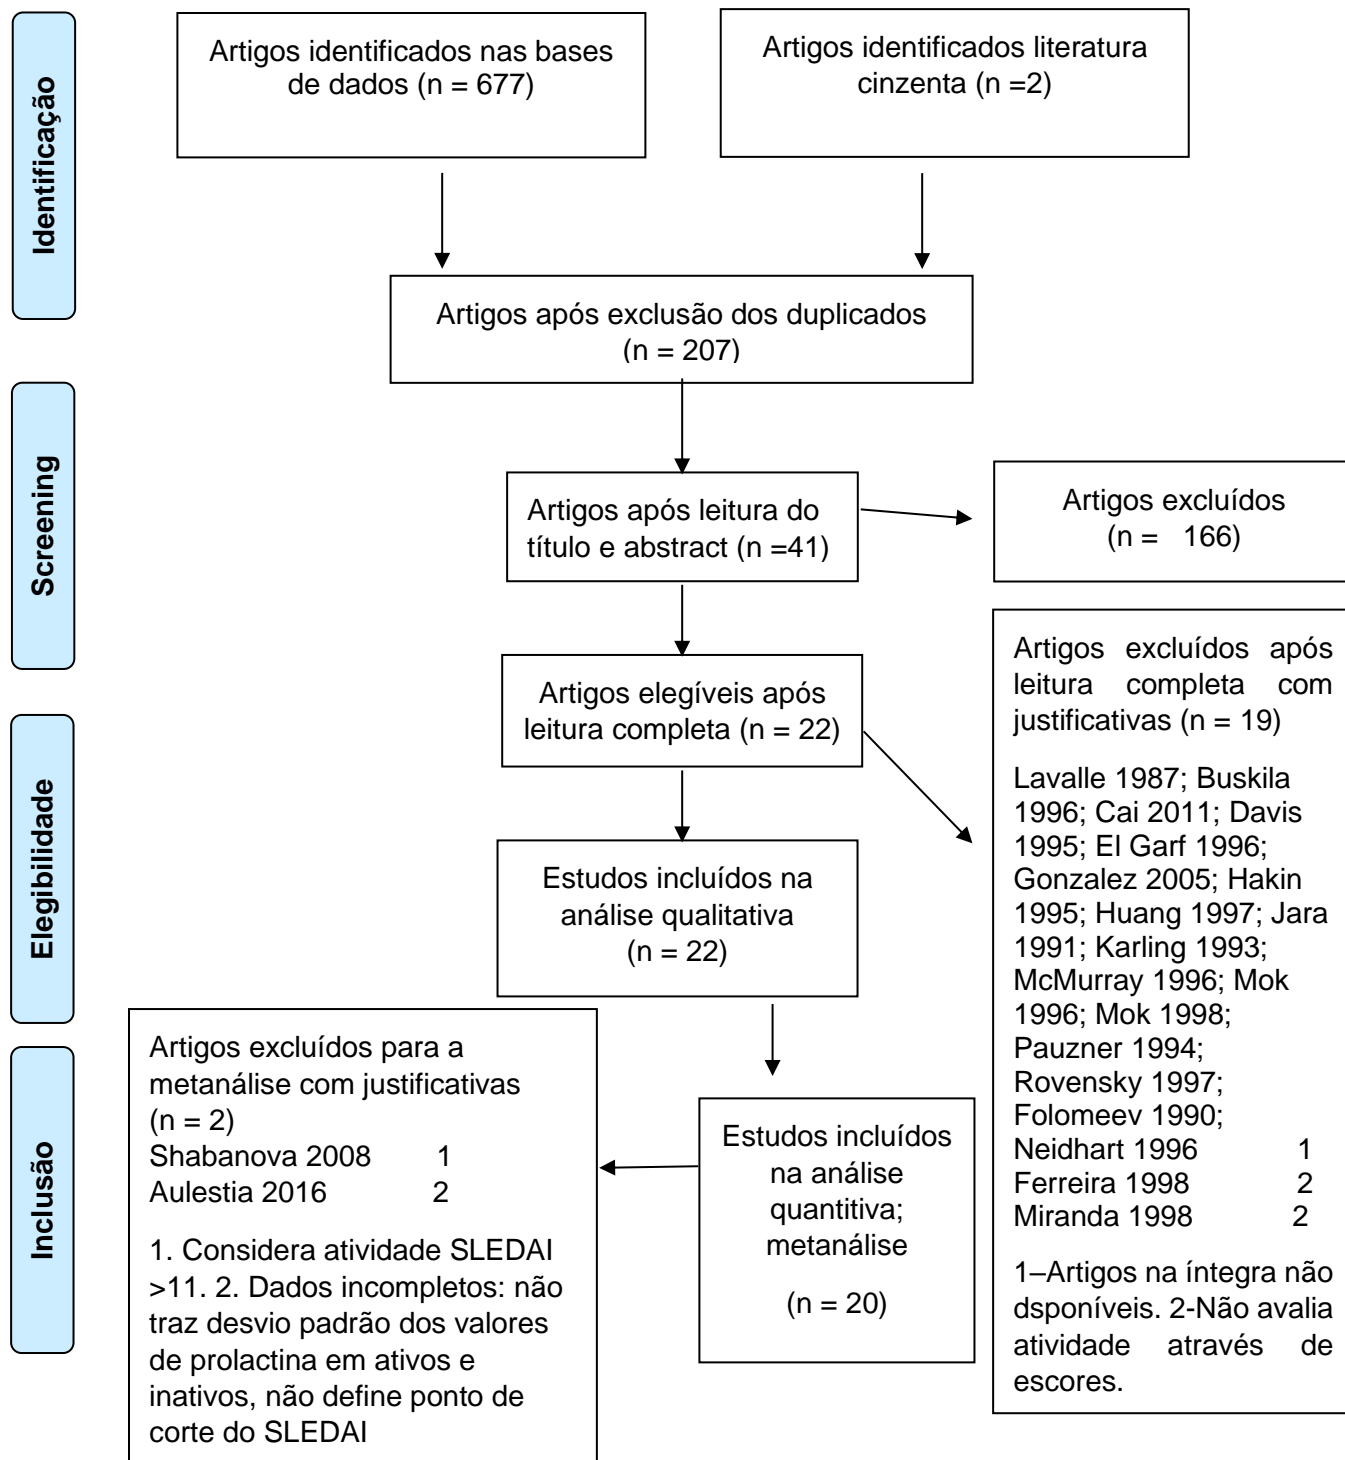 Identificação
Artigos identificados nas bases
de dados (n = 677)
Artigos identificados literatura
cinzenta (n =2)
Artigos após exclusão dos duplicados
(n = 207)
Screening
Artigos após leitura do
título e abstract (n =41)
Artigos excluídos
(n = 166)
Artigos elegíveis após
leitura completa (n = 22)
Artigos excluídos após
leitura completa com
justificativas (n = 19)
Lavalle 1987; Buskila
1996; Cai 2011; Davis
1995; El Garf 1996;
Gonzalez 2005; Hakin
1995; Huang 1997; Jara
1991; Karling 1993;
McMurray 1996; Mok
1996; Mok 1998;
Pauzner 1994;
Rovensky 1997;
Folomeev 1990;
Neidhart 1996 1
Ferreira 1998 2
Miranda 1998 2
1–Artigos na íntegra não
dsponíveis. 2-Não avalia
atividade através de
escores.
Elegibilidade
Estudos incluídos na
análise qualitativa
(n = 22)
Inclusão
Artigos excluídos para a
metanálise com justificativas
(n = 2)
Shabanova 2008 1
Aulestia 2016 2
1. Considera atividade SLEDAI
>11. 2. Dados incompletos: não
traz desvio padrão dos valores
de prolactina em ativos e
inativos, não define ponto de
corte do SLEDAI
Estudos incluídos
na análise
quantitiva;
metanálise
(n = 20)